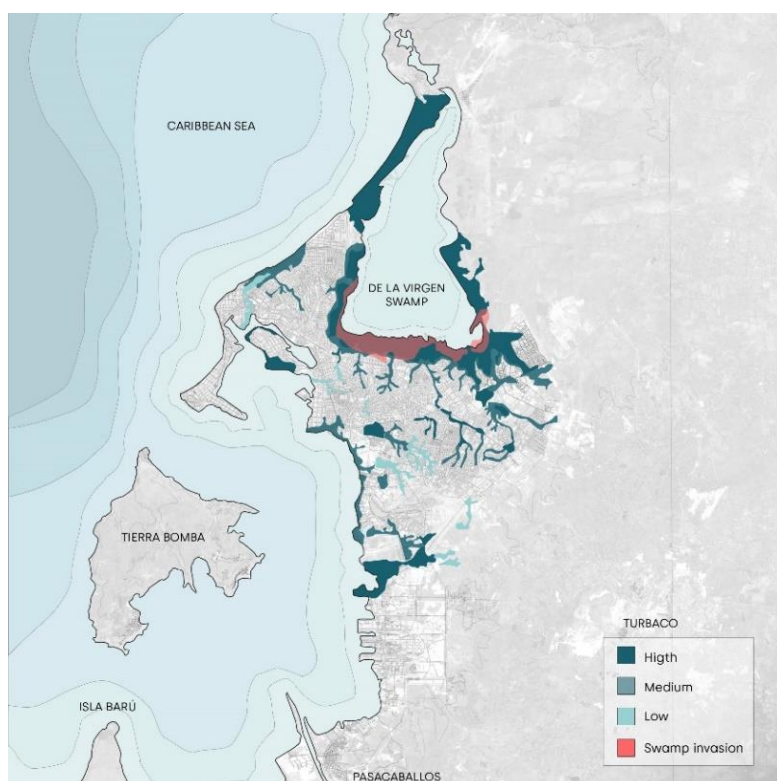 CARIBBEAN SEA
DE LA VIRGEN
SWAMP
TIERRA BOMBA
TURBACO
Higth
Medium
Low
Swamp invasion
ISLA BARÚ
PASACABALLOS